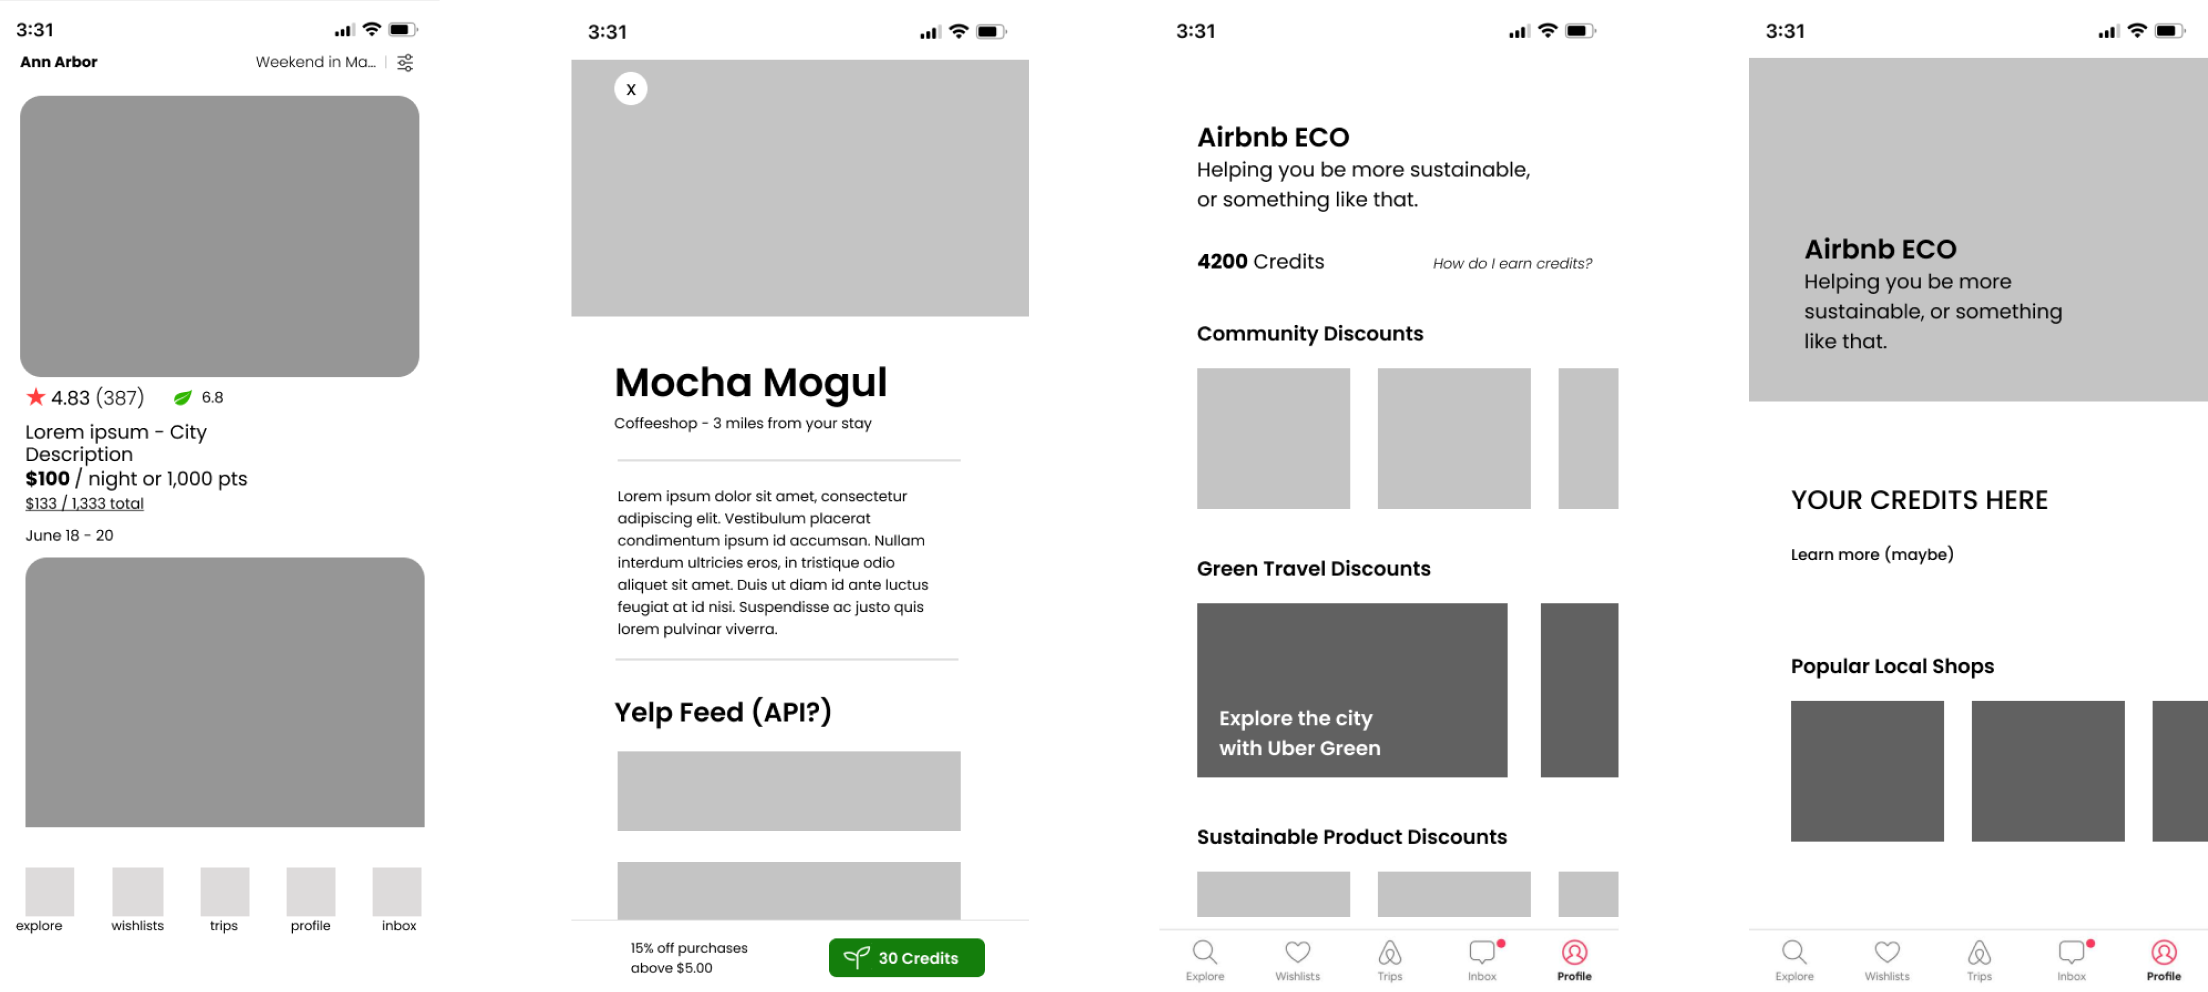 3:31
Ann Arbor
Weekend in Ma...
4.83 (387)
6.8
Lorem ipsum - City
Description
$100 / night or 1,000 pts
$133 / 1,333 total
June 18 - 20
explore
wishlists
trips
profile
inbox
3:31
X
Mocha Mogul
Coffeeshop - 3 miles from your stay
Lorem ipsum dolor sit amet, consectetur
adipiscing elit. Vestibulum placerat
condimentum ipsum id accumsan. Nullam
interdum ultricies eros, in tristique odio
aliquet sit amet. Duis ut diam id ante luctus
feugiat at id nisi. Suspendisse ac justo quis
lorem pulvinar viverra.
Yelp Feed (API?)
15% off purchases
above $5.00
30 Credits
3:31
Airbnb ECO
Helping you be more sustainable,
or something like that.
4200 Credits
How do I earn credits?
Community Discounts
Green Travel Discounts
Explore the city
with Uber Green
Sustainable Product Discounts
Explore
Wishlists
Trips
Inbox
Profile
3:31
Airbnb ECO
Helping you be more
sustainable, or something
like that.
YOUR CREDITS HERE
Learn more (maybe)
Popular Local Shops
Explore
Wishlists
Trips
Inbox
Profile